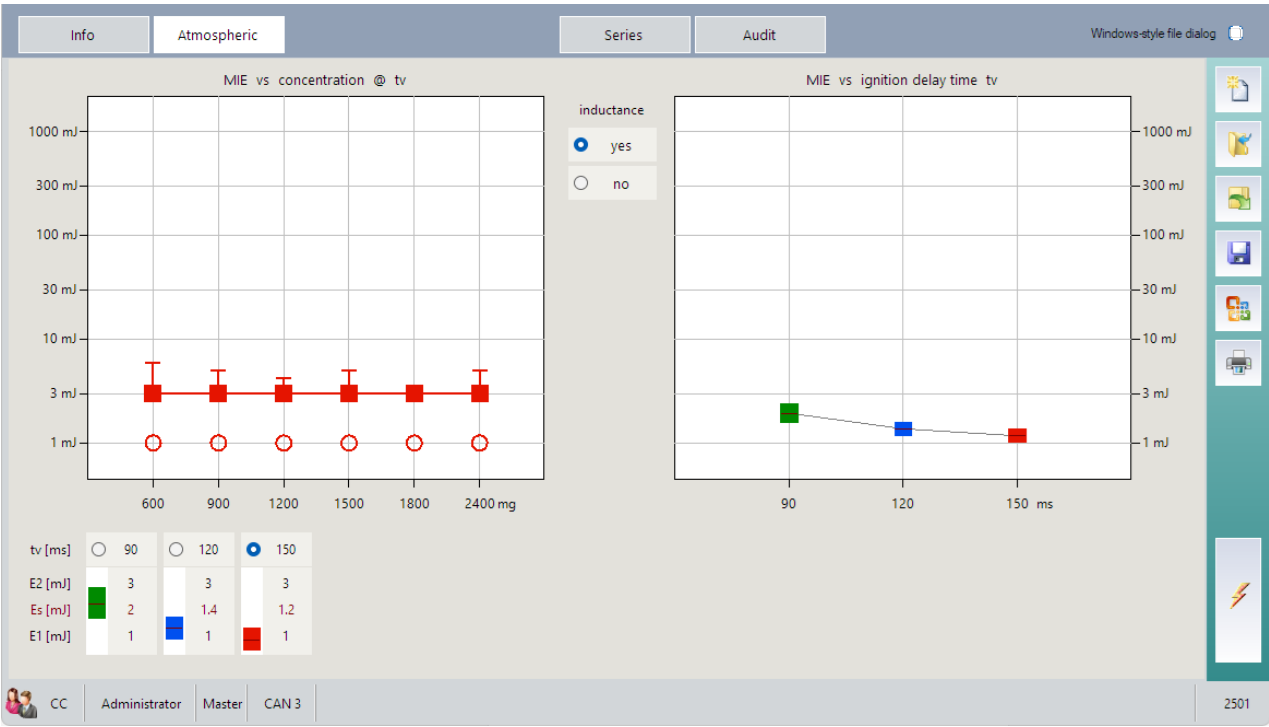 Info Atmospheric Series Audit Windows-style file dialog
MIE vs concentration @ tv
MIE vs ignition delay time tv
inductance
yes
no
1000 mJ
300 mJ
100 mJ
30 mJ
10 mJ
3 mJ
1 mJ
600 900 1200 1500 1800 2400 mg
1000 mJ
300 mJ
100 mJ
30 mJ
10 mJ
3 mJ
1 mJ
90 120 150 ms
tv [ms] 90 120 150
E2 [mJ] 3 3 3
Es [mJ] 2 1.4 1.2
E1 [mJ] 1 1 1
CC Administrator Master CAN 3 2501